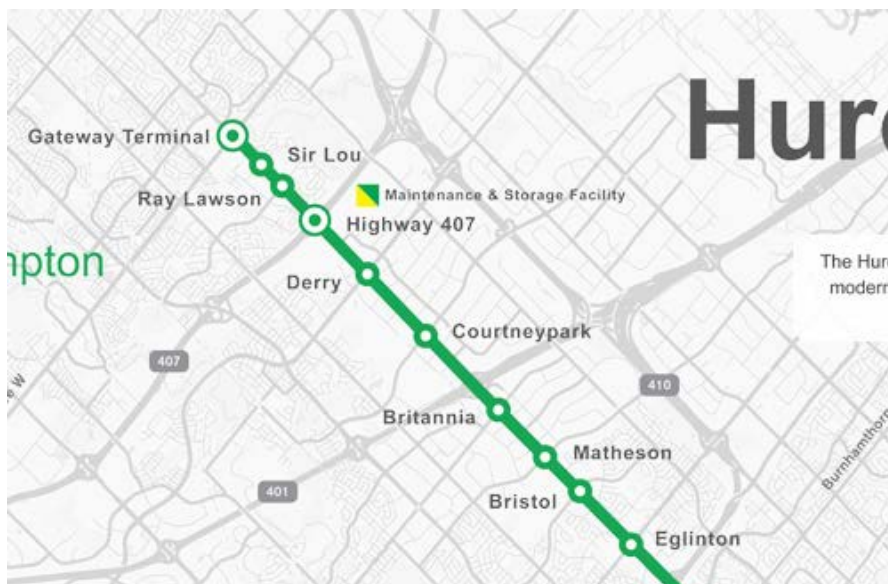 Hur
Gateway Terminal
Sir Lou
Ray Lawson
Maintenance & Storage Facility
Highway 407
mpton
The Hur
modern
Derry
Courtneypark
407
410
Britannia
Matheson
Burnhamthor
401
Bristol
Eglinton